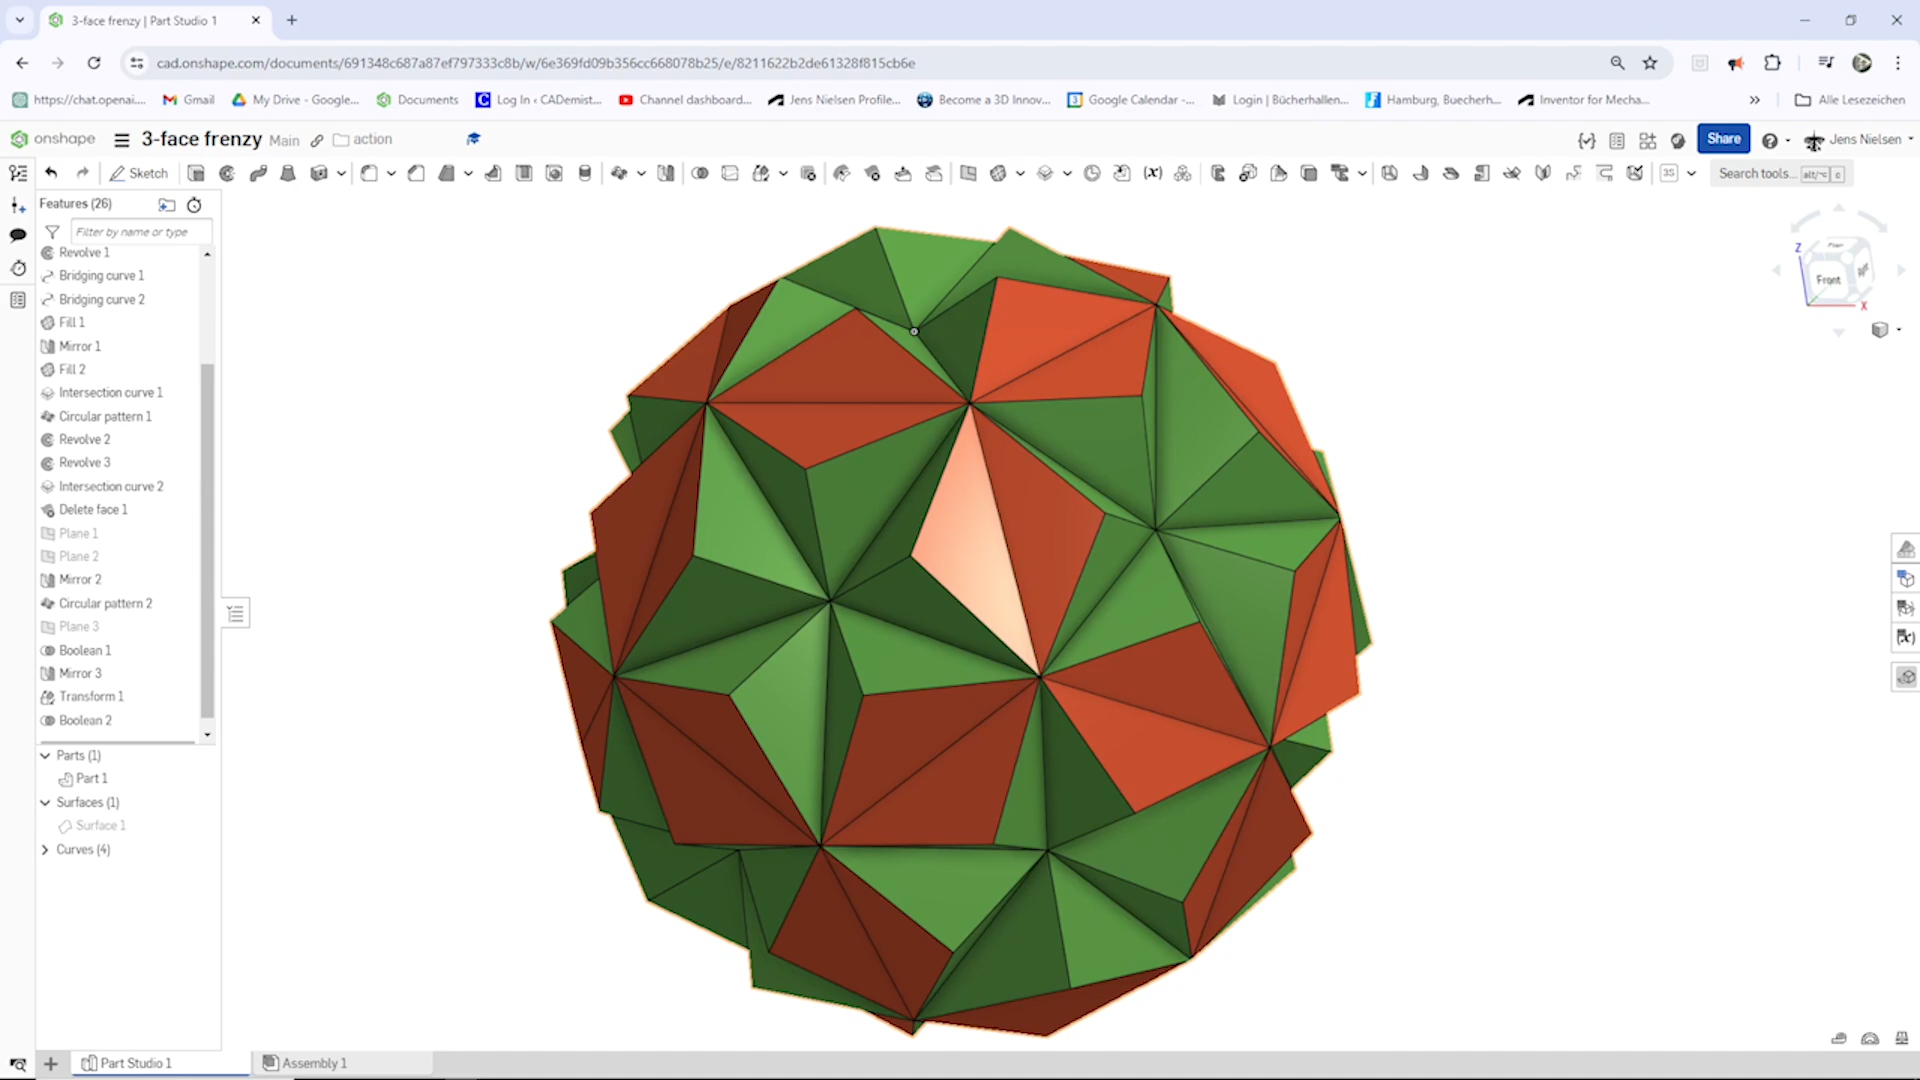 3-face frenzy | Part Studio 1
cad.onshape.com/documents/691348c687a87ef797333c8b/w/6e369fd09b356cc668078b25/e/8211622b2de61328f815cb6e
https://chat.openai.... Gmail My Drive - Google... Documents Log In ‹ CADemist... Channel dashboard... Jens Nielsen Profile... Become a 3D Innov... Google Calendar -... Login | Bücherhallen... Hamburg, Buecherh... Inventor for Mecha... » Alle Lesezeichen
onshape 3-face frenzy Main action Share Jens Nielsen
Sketch Search tools... alt/⌥ c
Features (26)
Filter by name or type
Revolve 1
Bridging curve 1
Bridging curve 2
Fill 1
Mirror 1
Fill 2
Intersection curve 1
Circular pattern 1
Revolve 2
Revolve 3
Intersection curve 2
Delete face 1
Plane 1
Plane 2
Mirror 2
Circular pattern 2
Plane 3
Boolean 1
Mirror 3
Transform 1
Boolean 2
Parts (1)
Part 1
Surfaces (1)
Surface 1
Curves (4)
Z
Front
X
Part Studio 1 Assembly 1